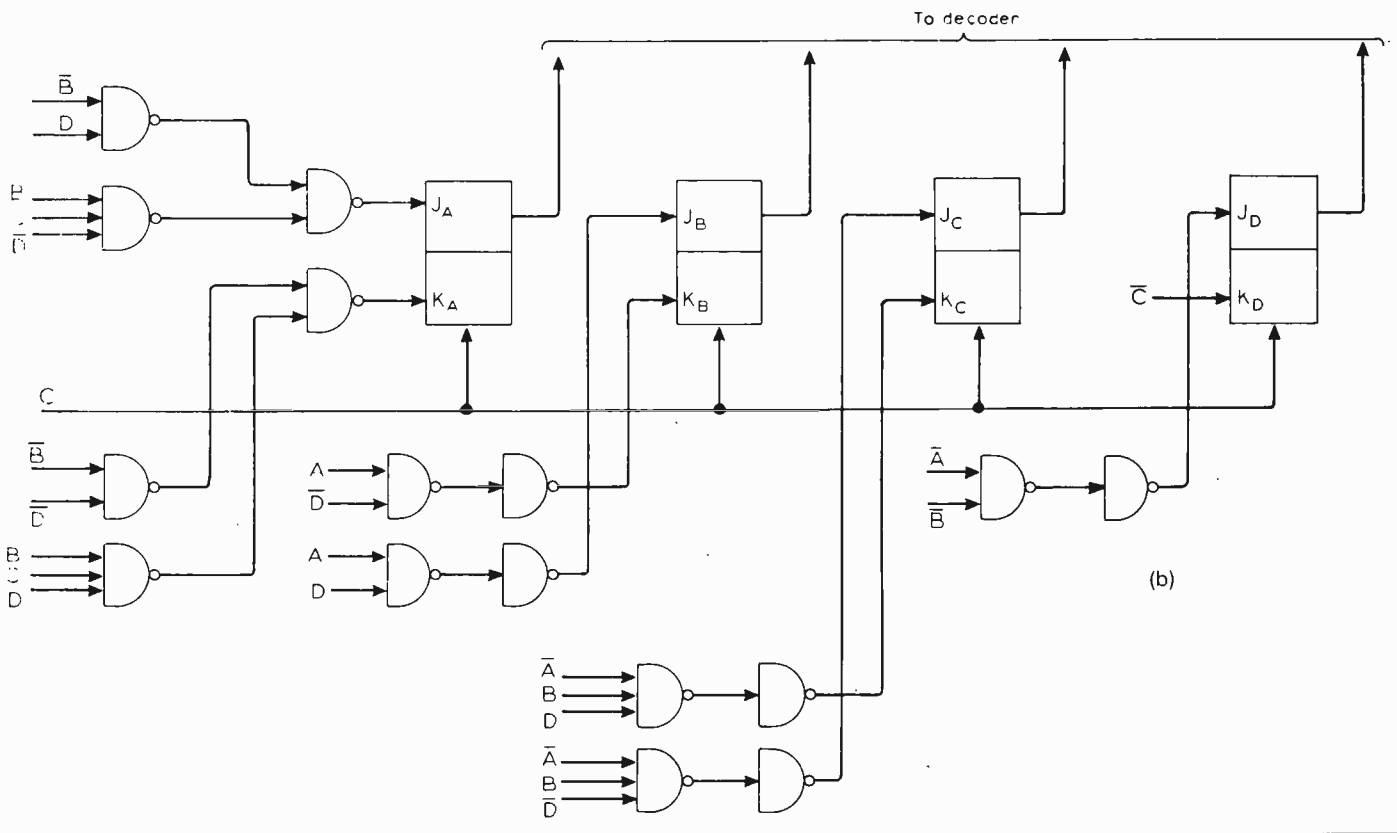 To decoder
B̅
D
B
D̅
J_A
K_A
J_B
K_B
J_C
K_C
J_D
C̅
K_D
C
B̅
D̅
B
D
A
D̅
A
D
A̅
B̅
(b)
A̅
B
D
A̅
B
D̅